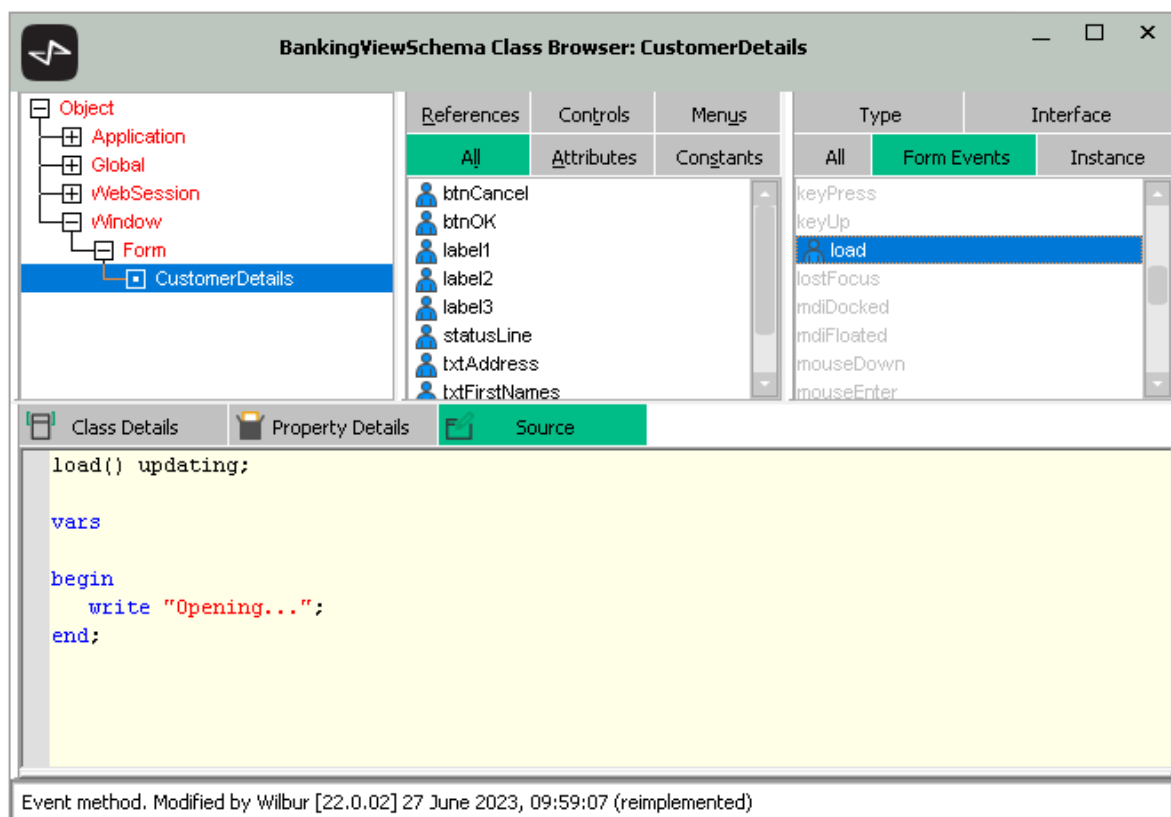 BankingViewSchema Class Browser: CustomerDetails
Object
Application
Global
WebSession
Window
Form
CustomerDetails
References Controls Menus
All Attributes Constants
btnCancel
btnOK
label1
label2
label3
statusLine
txtAddress
txtFirstNames
Type Interface
All Form Events Instance
keyPress
keyUp
load
lostFocus
mdiDocked
mdiFloated
mouseDown
mouseEnter
Class Details Property Details Source
load() updating;
vars
begin
write "Opening...";
end;
Event method. Modified by Wilbur [22.0.02] 27 June 2023, 09:59:07 (reimplemented)